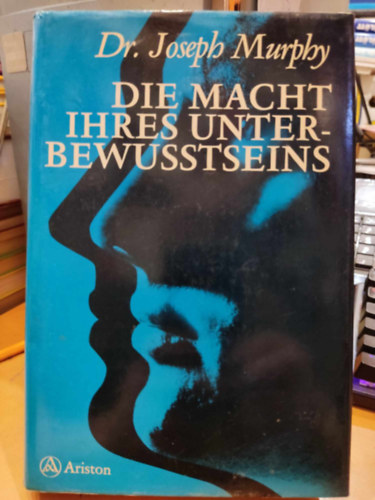 Dr. Joseph Murphy
DIE MACHT
IHRES UNTER-
BEWUSSTSEINS
Ariston